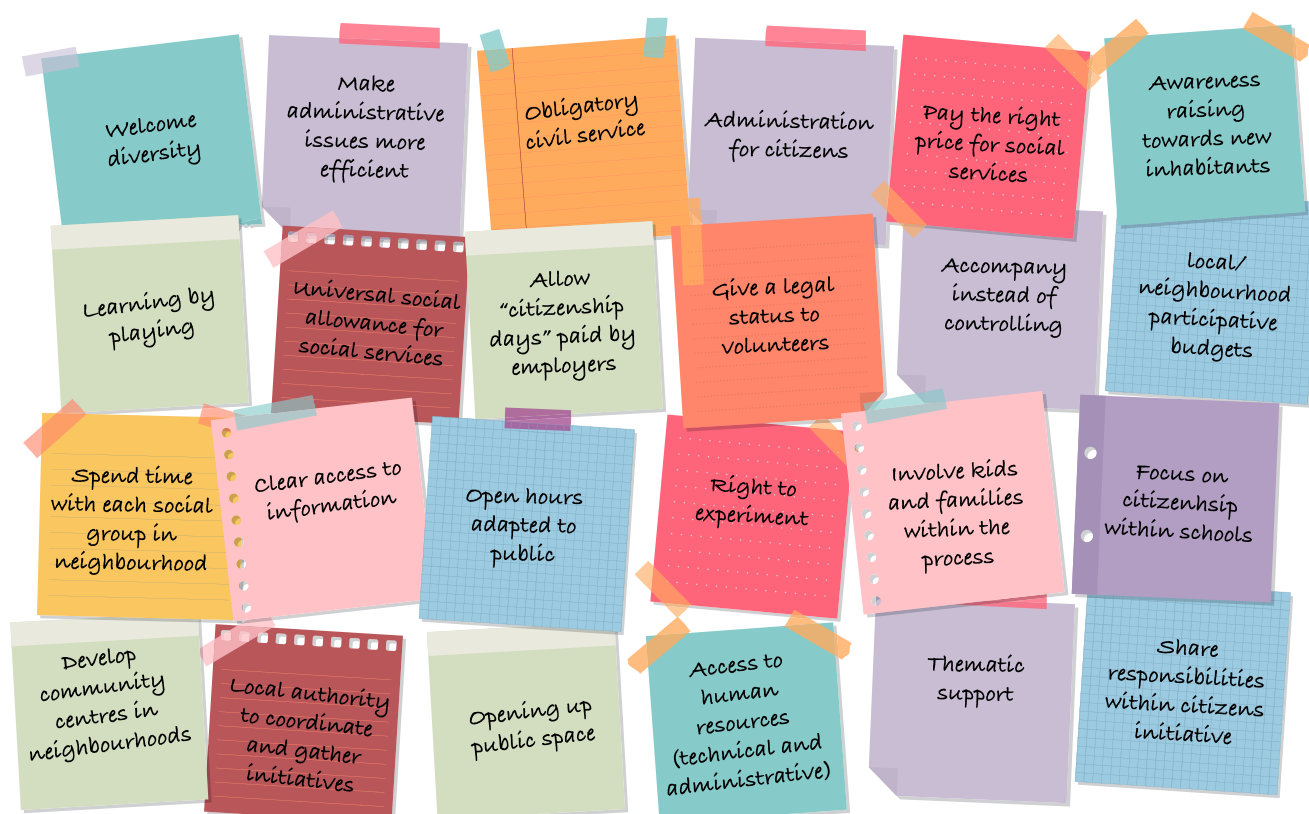 Welcome
diversity
Make
administrative
issues more
efficient
Obligatory
civil service
Administration
for citizens
Pay the right
price for social
services
Awareness
raising
towards new
inhabitants
Learning by
playing
Universal social
allowance for
social services
Allow
“citizenship
days” paid by
employers
Give a legal
status to
volunteers
Accompany
instead of
controlling
local/
neighbourhood
participative
budgets
Spend time
with each social
group in
neighbourhood
Clear access to
information
Open hours
adapted to
public
Right to
experiment
Involve kids
and families
within the
process
Focus on
citizenhsip
within schools
Develop
community
centres in
neighbourhoods
Local authority
to coordinate
and gather
initiatives
Opening up
public space
Access to
human
resources
(technical and
administrative)
Thematic
support
Share
responsibilities
within citizens
initiative